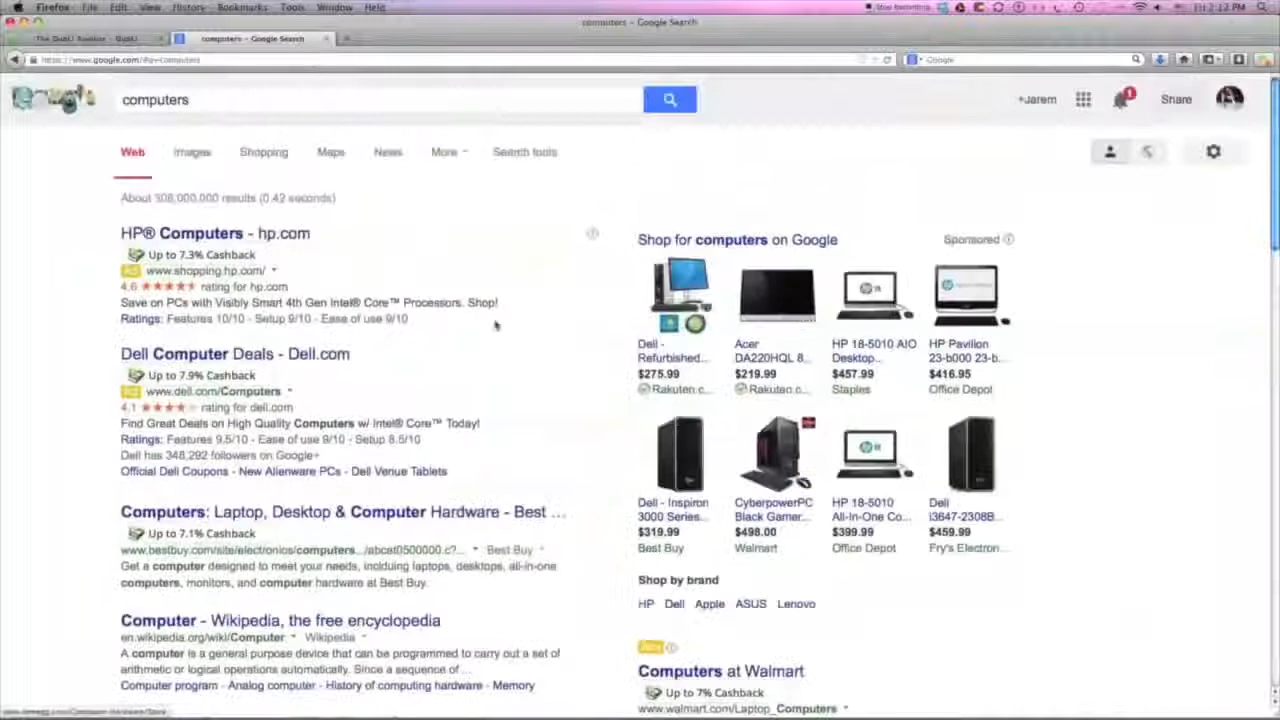 Firefox File Edit View History Bookmarks Tools Window Help
Stop Recording
Fri 2:12 PM
computers - Google Search
computers - Google Search
Google
computers
+Jarem
1
Share
Web Images Shopping Maps News More Search tools
About 308,000,000 results (0.42 seconds)
HP® Computers - hp.com
Up to 7.3% Cashback
Ad www.shopping.hp.com/
4.6 ★★★★★ rating for hp.com
Save on PCs with Visibly Smart 4th Gen Intel® Core™ Processors. Shop!
Ratings: Features 10/10 - Setup 9/10 - Ease of use 9/10
Dell Computer Deals - Dell.com
Up to 7.9% Cashback
Ad www.dell.com/Computers
4.1 ★★★★★ rating for dell.com
Find Great Deals on High Quality Computers w/ Intel® Core™ Today!
Ratings: Features 9.5/10 - Ease of use 9/10 - Setup 8.5/10
Dell has 348,292 followers on Google+
Official Dell Coupons - New Alienware PCs - Dell Venue Tablets
Computers: Laptop, Desktop & Computer Hardware - Best ...
Up to 7.1% Cashback
www.bestbuy.com/site/electronics/computers.../abcat0500000.c?... Best Buy
Get a computer designed to meet your needs, including laptops, desktops, all-in-one
computers, monitors, and computer hardware at Best Buy.
Computer - Wikipedia, the free encyclopedia
en.wikipedia.org/wiki/Computer Wikipedia
A computer is a general purpose device that can be programmed to carry out a set of
arithmetic or logical operations automatically. Since a sequence of ...
Computer program - Analog computer - History of computing hardware - Memory
Shop for computers on Google
Sponsored
Dell - Refurbished...
$275.99
Rakuten.c...
Acer DA220HQL 8...
$219.99
Rakuten.c...
HP 18-5010 AIO Desktop...
$457.99
Staples
HP Pavilion 23-b000 23-b...
$416.95
Office Depot
Dell - Inspiron 3000 Series...
$319.99
Best Buy
CyberpowerPC Black Gamer...
$498.00
Walmart
HP 18-5010 All-In-One Co...
$399.99
Office Depot
Dell i3647-2308B...
$459.99
Fry's Electron...
Shop by brand
HP Dell Apple ASUS Lenovo
Ads
Computers at Walmart
Up to 7% Cashback
www.walmart.com/Laptop_Computers